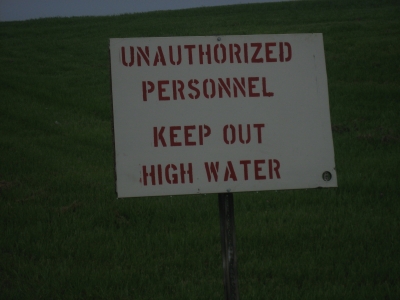 UNAUTHORIZED
PERSONNEL
KEEP OUT
HIGH WATER